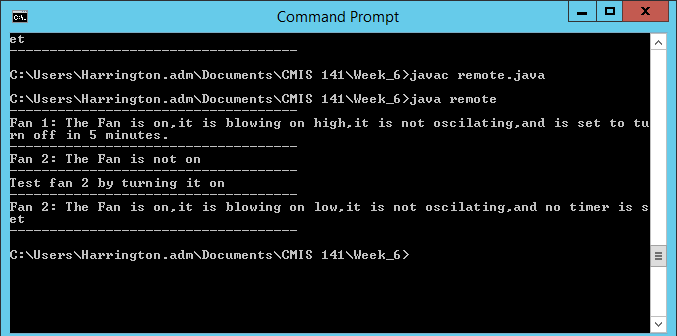 Command Prompt
et
------------------------------------
C:\Users\Harrington.adm\Documents\CMIS 141\Week_6>javac remote.java
C:\Users\Harrington.adm\Documents\CMIS 141\Week_6>java remote
------------------------------------
Fan 1: The Fan is on,it is blowing on high,it is not oscilating,and is set to tu
rn off in 5 minutes.
------------------------------------
Fan 2: The Fan is not on
------------------------------------
Test fan 2 by turning it on
------------------------------------
Fan 2: The Fan is on,it is blowing on low,it is not oscilating,and no timer is s
et
------------------------------------
C:\Users\Harrington.adm\Documents\CMIS 141\Week_6>